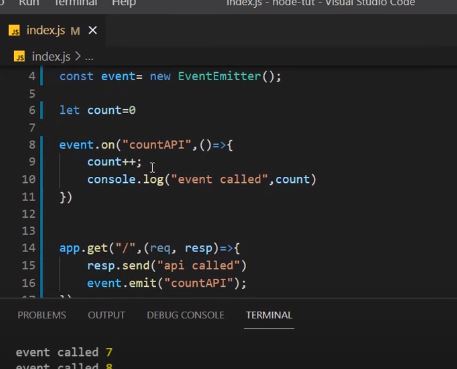 Run Terminal Help index.js - node-tut - Visual Studio Code
index.js M
index.js > ...
4 const event= new EventEmitter();
5
6 let count=0
7
8 event.on("countAPI",()=>{
9 count++;
10 console.log("event called",count)
11 })
12
13
14 app.get("/",(req, resp)=>{
15 resp.send("api called")
16 event.emit("countAPI");
17 })
PROBLEMS OUTPUT DEBUG CONSOLE TERMINAL
event called 7
event called 8